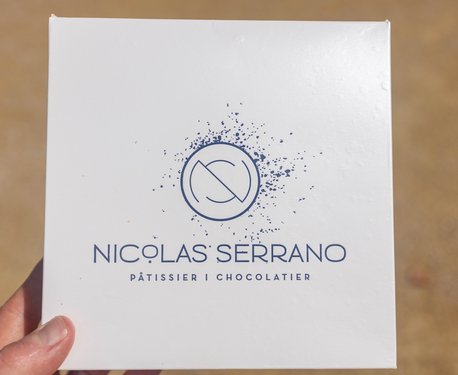 NICOLAS SERRANO
PÂTISSIER | CHOCOLATIER